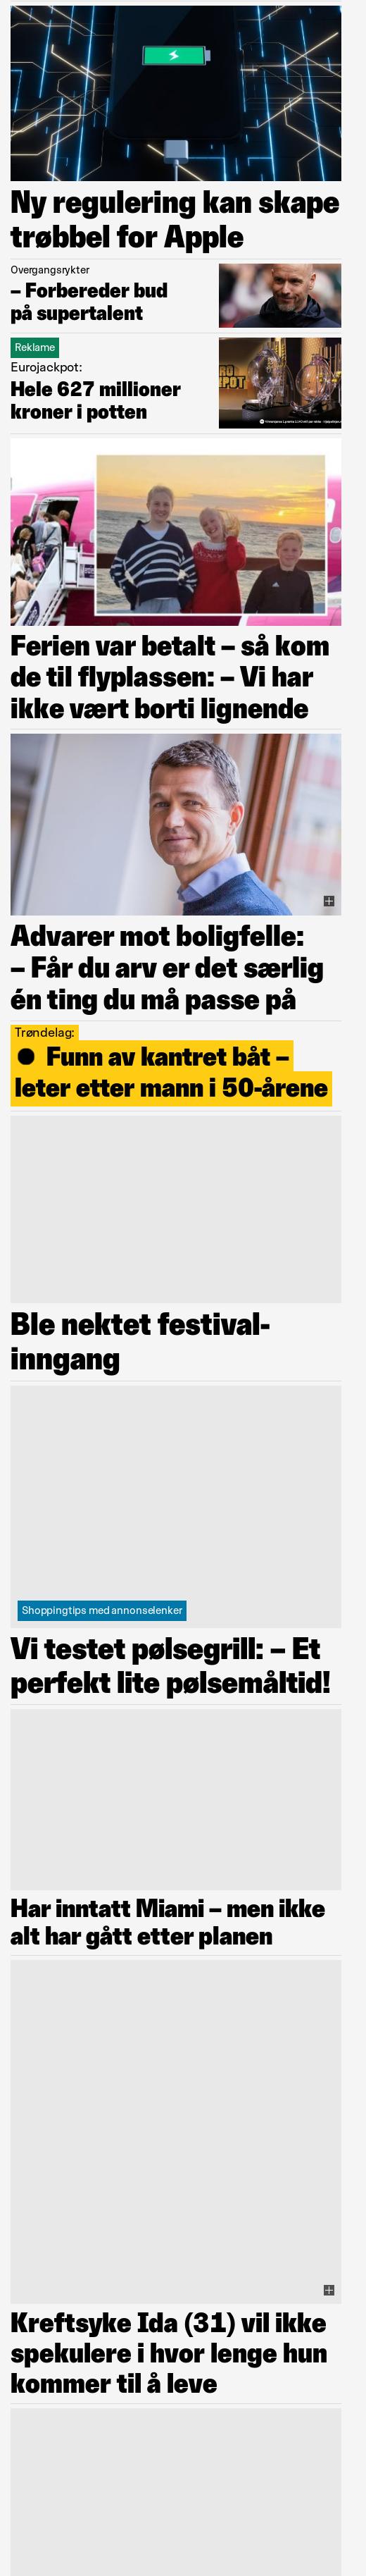 Ny regulering kan skape
trøbbel for Apple
Overgangsrykter
– Forbereder bud
på supertalent
Reklame
Eurojackpot:
Hele 627 millioner
kroner i potten
Ferien var betalt – så kom
de til flyplassen: – Vi har
ikke vært borti lignende
Advarer mot boligfelle:
– Får du arv er det særlig
én ting du må passe på
Trøndelag:
Funn av kantret båt –
leter etter mann i 50-årene
Ble nektet festival-
inngang
Shoppingtips med annonselenker
Vi testet pølsegrill: – Et
perfekt lite pølsemåltid!
Har inntatt Miami – men ikke
alt har gått etter planen
Kreftsyke Ida (31) vil ikke
spekulere i hvor lenge hun
kommer til å leve